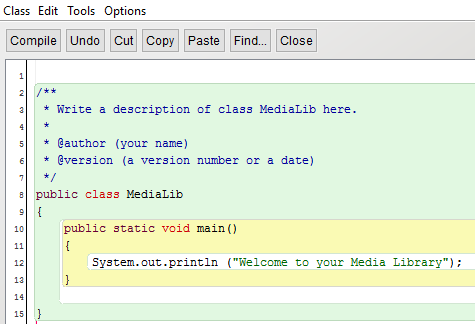 Class Edit Tools Options
Compile Undo Cut Copy Paste Find... Close
1
2 /**
3 * Write a description of class MediaLib here.
4 *
5 * @author (your name)
6 * @version (a version number or a date)
7 */
8 public class MediaLib
9 {
10 public static void main()
11 {
12 System.out.println ("Welcome to your Media Library");
13 }
14
15 }